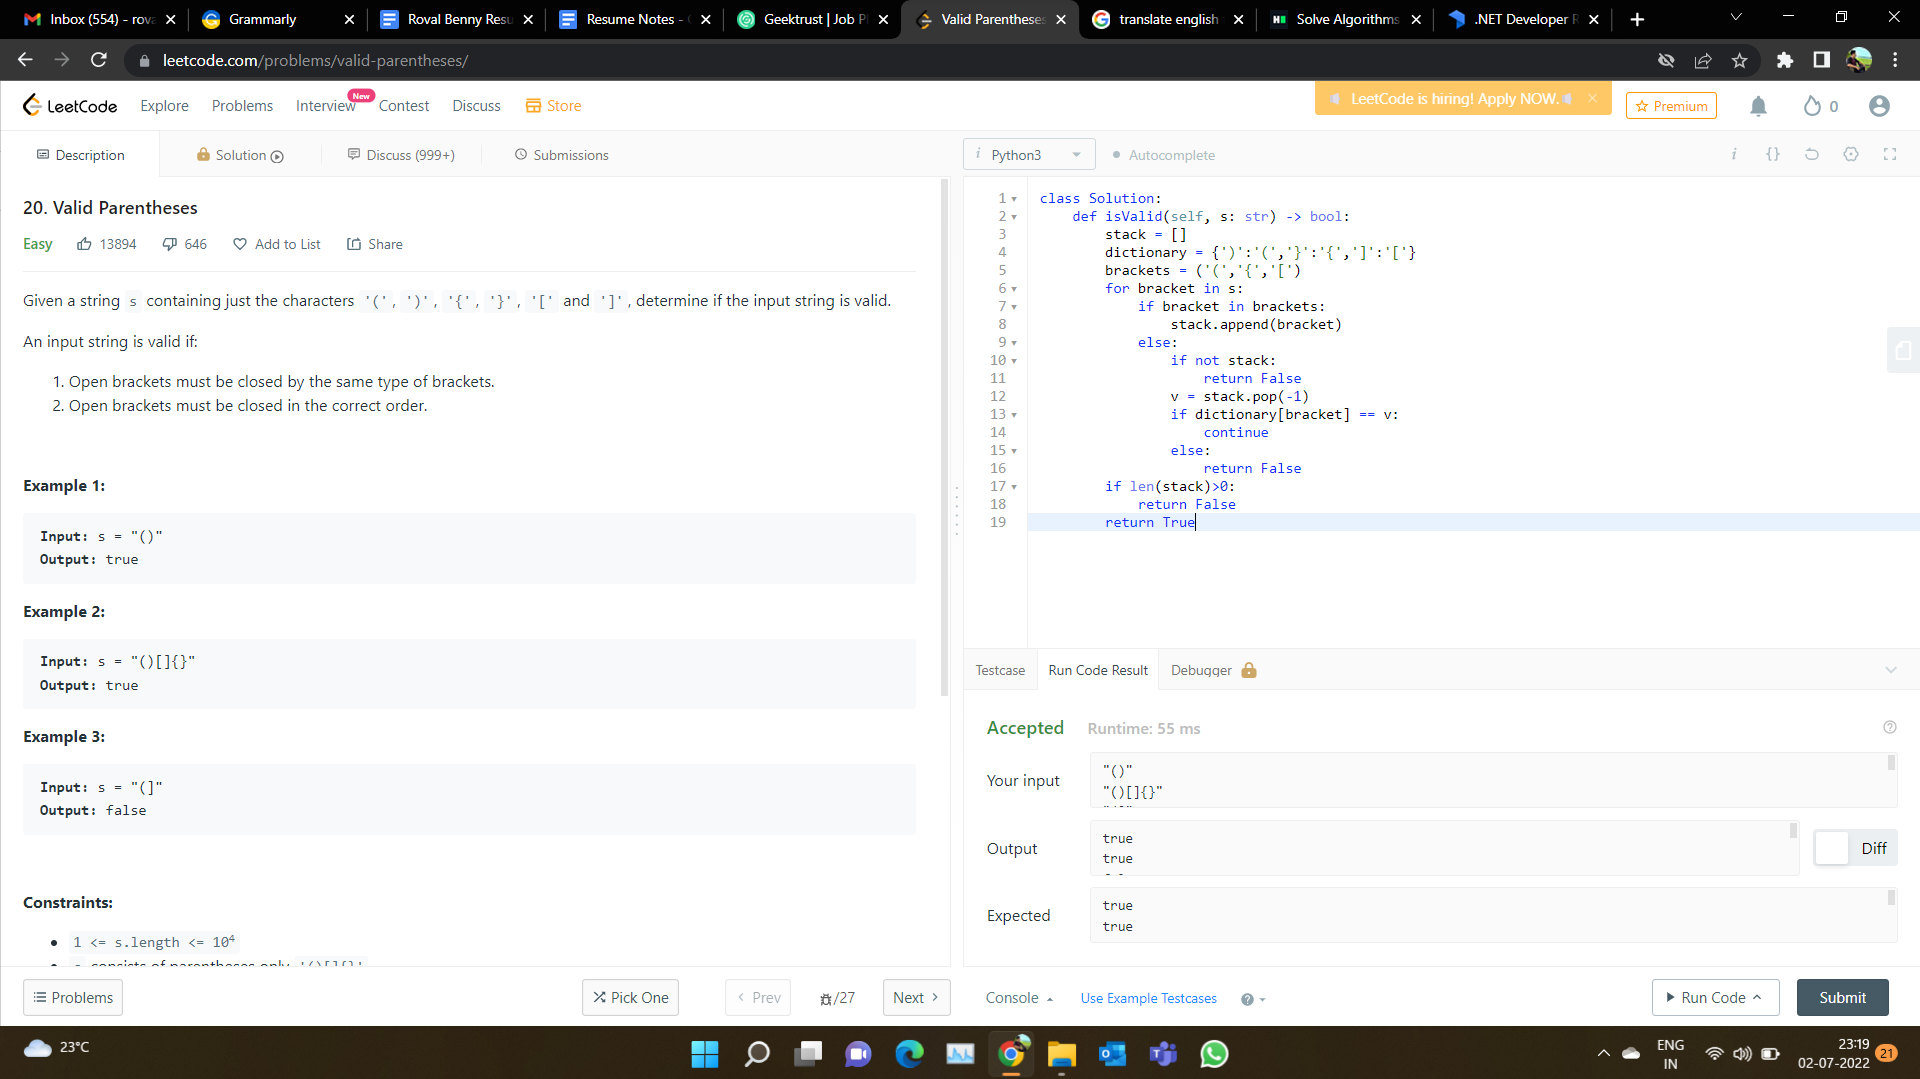 Inbox (554) - rova
Grammarly
Roval Benny Resu
Resume Notes - 
Geektrust | Job P
Valid Parentheses
translate english
Solve Algorithms
.NET Developer R
leetcode.com/problems/valid-parentheses/
LeetCode
Explore
Problems
Interview
New
Contest
Discuss
Store
LeetCode is hiring! Apply NOW.
Premium
0
Description
Solution
Discuss (999+)
Submissions
Python3
Autocomplete
20. Valid Parentheses
Easy
13894
646
Add to List
Share
Given a string s containing just the characters '(', ')', '{', '}', '[' and ']', determine if the input string is valid.
An input string is valid if:
1. Open brackets must be closed by the same type of brackets.
2. Open brackets must be closed in the correct order.
Example 1:
Input: s = "()"
Output: true
Example 2:
Input: s = "()[]{}"
Output: true
Example 3:
Input: s = "(]"
Output: false
Constraints:
1 <= s.length <= 10⁴
s consists of parentheses only '()[]{}'.
1 class Solution:
2     def isValid(self, s: str) -> bool:
3         stack = []
4         dictionary = {')':'(','}':'{',']':'['}
5         brackets = ('(','{','[')
6         for bracket in s:
7             if bracket in brackets:
8                 stack.append(bracket)
9             else:
10                 if not stack:
11                     return False
12                 v = stack.pop(-1)
13                 if dictionary[bracket] == v:
14                     continue
15                 else:
16                     return False
17         if len(stack)>0:
18             return False
19         return True
Testcase
Run Code Result
Debugger
Accepted
Runtime: 55 ms
Your input
"()"
"()[]{}"
Output
true
true
Diff
Expected
true
true
Problems
Pick One
Prev
/27
Next
Console
Use Example Testcases
Run Code
Submit
23°C
ENG
IN
23:19
02-07-2022
21